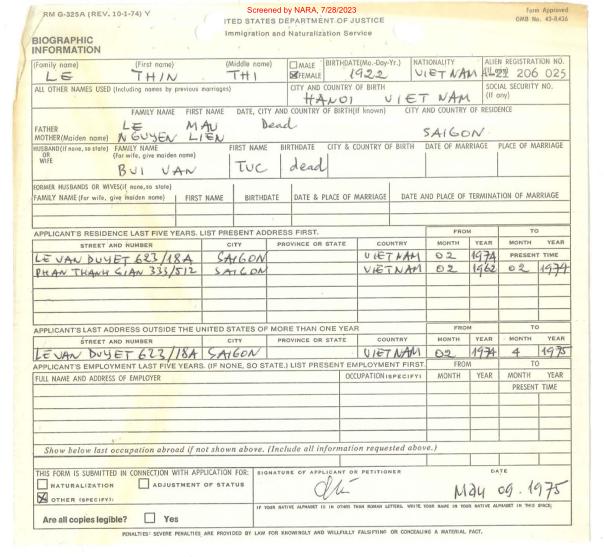 Screened by NARA, 7/28/2023
RM G-325A (REV. 10-1-74) Y
ITED STATES DEPARTMENT OF JUSTICE
Form Approved
OMB No. 43-R436
Immigration and Naturalization Service
BIOGRAPHIC
INFORMATION
(Family name) (First name) (Middle name) MALE FEMALE BIRTHDATE(Mo.-Day-Yr.) NATIONALITY ALIEN REGISTRATION NO.
LE THIN THI 1922 VIET NAM 206 025
ALL OTHER NAMES USED (Including names by previous marriages) CITY AND COUNTRY OF BIRTH SOCIAL SECURITY NO. (If any)
HANOI VIET NAM
FAMILY NAME FIRST NAME DATE, CITY AND COUNTRY OF BIRTH(If known) CITY AND COUNTRY OF RESIDENCE
FATHER LE MAU Dead
MOTHER(Maiden name) NGUYEN LIEN SAIGON
HUSBAND(If none, so state) OR WIFE FAMILY NAME (For wife, give maiden name) FIRST NAME BIRTHDATE CITY & COUNTRY OF BIRTH DATE OF MARRIAGE PLACE OF MARRIAGE
BUI VAN TUC dead
FORMER HUSBANDS OR WIVES(if none, so state)
FAMILY NAME (For wife, give maiden name) FIRST NAME BIRTHDATE DATE & PLACE OF MARRIAGE DATE AND PLACE OF TERMINATION OF MARRIAGE
APPLICANT'S RESIDENCE LAST FIVE YEARS. LIST PRESENT ADDRESS FIRST. FROM TO
STREET AND NUMBER CITY PROVINCE OR STATE COUNTRY MONTH YEAR MONTH YEAR
LE VAN DUYET 623/18A SAIGON VIETNAM 02 1974 PRESENT TIME
PHAN THANH GIAN 333/512 SAIGON VIETNAM 02 1962 02 1974
APPLICANT'S LAST ADDRESS OUTSIDE THE UNITED STATES OF MORE THAN ONE YEAR FROM TO
STREET AND NUMBER CITY PROVINCE OR STATE COUNTRY MONTH YEAR MONTH YEAR
LE VAN DUYET 623/18A SAIGON VIETNAM 02 1974 4 1975
APPLICANT'S EMPLOYMENT LAST FIVE YEARS. (IF NONE, SO STATE.) LIST PRESENT EMPLOYMENT FIRST. FROM TO
FULL NAME AND ADDRESS OF EMPLOYER OCCUPATION(SPECIFY) MONTH YEAR MONTH YEAR
PRESENT TIME
Show below last occupation abroad if not shown above. (Include all information requested above.)
THIS FORM IS SUBMITTED IN CONNECTION WITH APPLICATION FOR: SIGNATURE OF APPLICANT OR PETITIONER DATE
NATURALIZATION ADJUSTMENT OF STATUS
OTHER (SPECIFY): May 09. 1975
IF YOUR NATIVE ALPHABET IS IN OTHER THAN ROMAN LETTERS, WRITE YOUR NAME IN YOUR NATIVE ALPHABET IN THIS SPACE:
Are all copies legible? Yes
PENALTIES: SEVERE PENALTIES ARE PROVIDED BY LAW FOR KNOWINGLY AND WILLFULLY FALSIFYING OR CONCEALING A MATERIAL FACT.